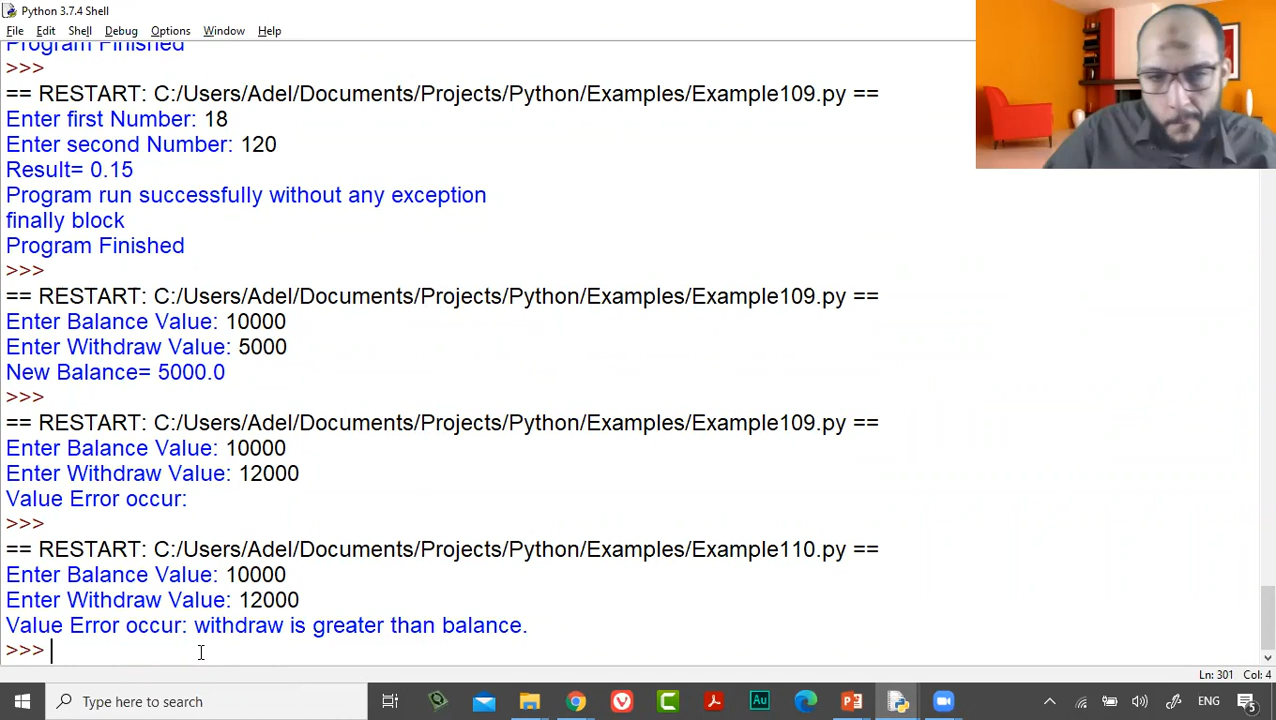 Python 3.7.4 Shell
File Edit Shell Debug Options Window Help
Program Finished
>>>
== RESTART: C:/Users/Adel/Documents/Projects/Python/Examples/Example109.py ==
Enter first Number: 18
Enter second Number: 120
Result= 0.15
Program run successfully without any exception
finally block
Program Finished
>>>
== RESTART: C:/Users/Adel/Documents/Projects/Python/Examples/Example109.py ==
Enter Balance Value: 10000
Enter Withdraw Value: 5000
New Balance= 5000.0
>>>
== RESTART: C:/Users/Adel/Documents/Projects/Python/Examples/Example109.py ==
Enter Balance Value: 10000
Enter Withdraw Value: 12000
Value Error occur:
>>>
== RESTART: C:/Users/Adel/Documents/Projects/Python/Examples/Example110.py ==
Enter Balance Value: 10000
Enter Withdraw Value: 12000
Value Error occur: withdraw is greater than balance.
>>>
Ln: 301 Col: 4
Type here to search
Au
ENG
5